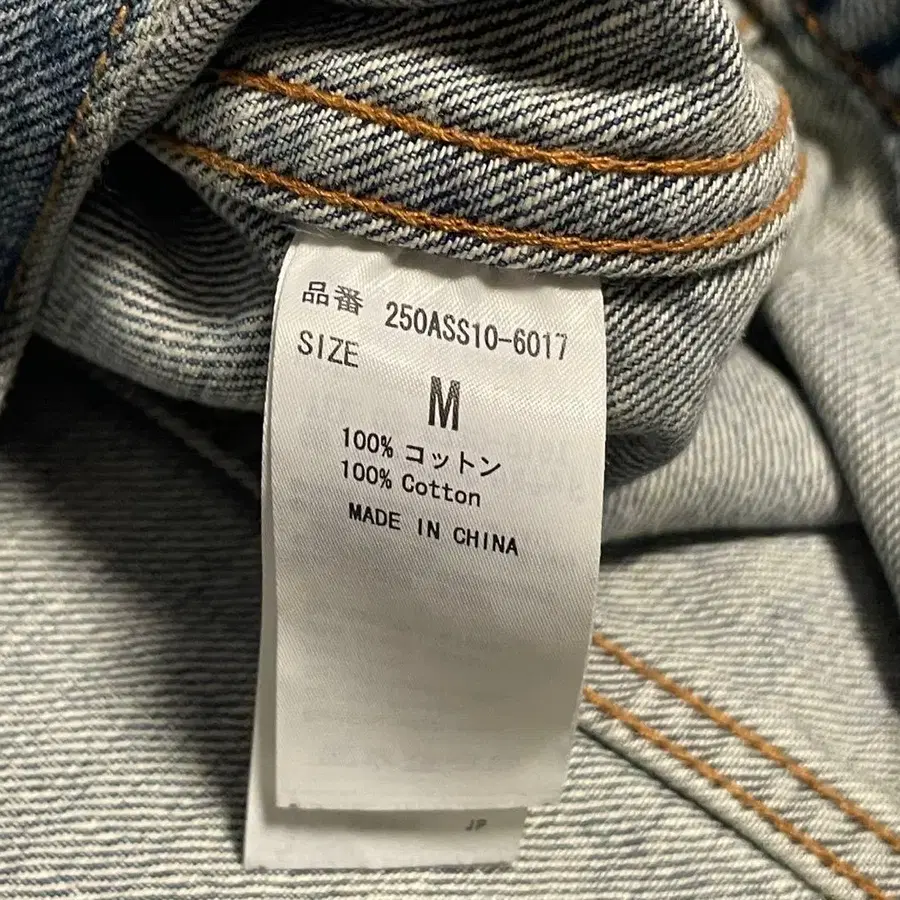 品番 250ASS10-6017
SIZE
M
100% コットン
100% Cotton
MADE IN CHINA
JP